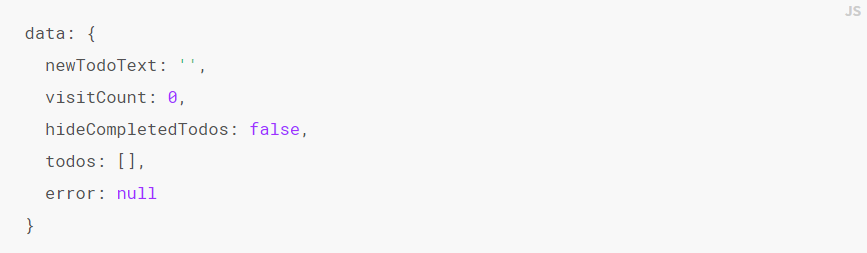 JS
data: {
  newTodoText: '',
  visitCount: 0,
  hideCompletedTodos: false,
  todos: [],
  error: null
}